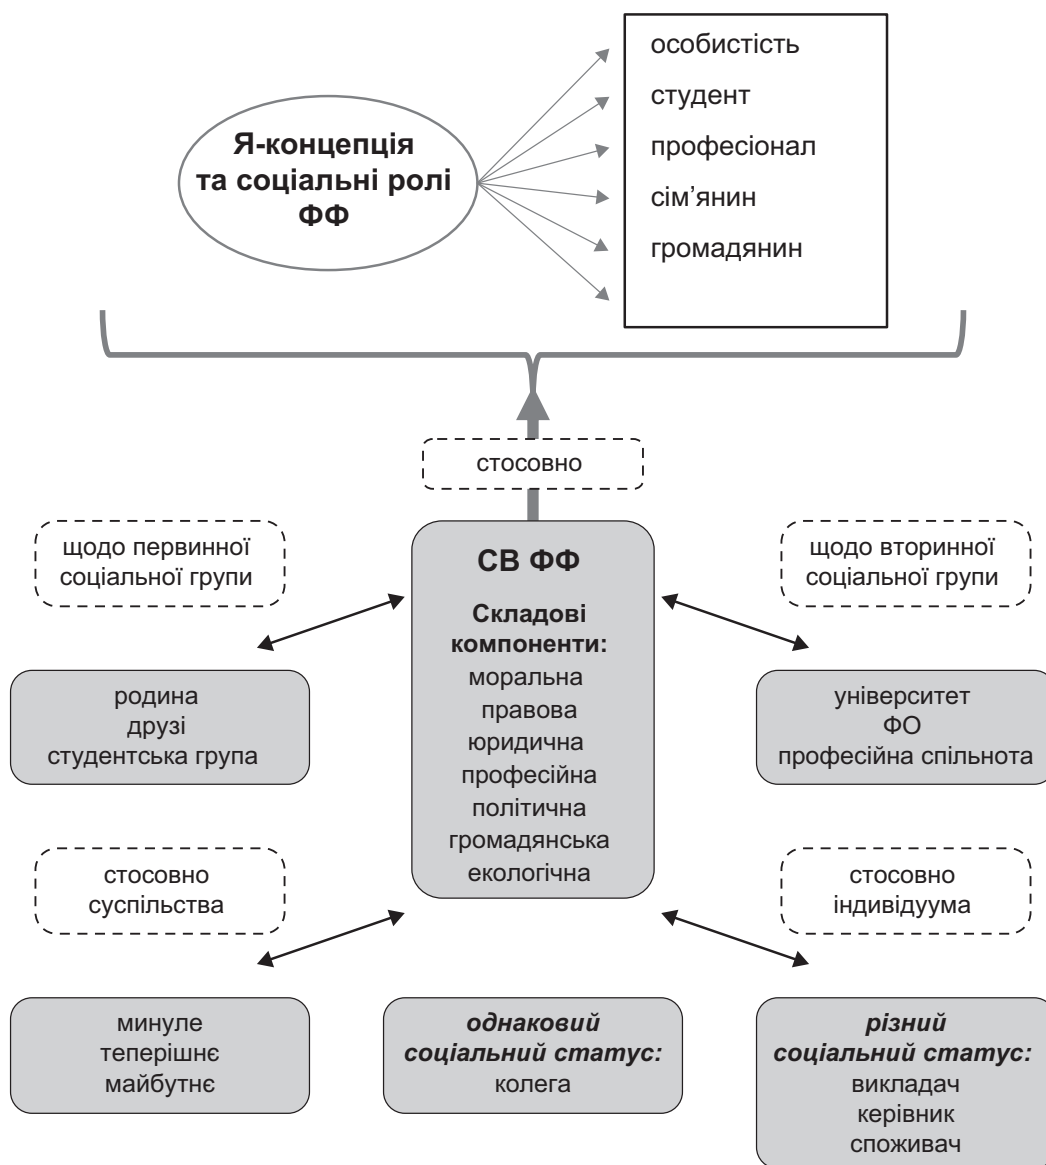 особистість
студент
професіонал
сім’янин
громадянин
Я-концепція
та соціальні ролі
ФФ
стосовно
щодо первинної
соціальної групи
щодо вторинної
соціальної групи
СВ ФФ
Складові
компоненти:
моральна
правова
юридична
професійна
політична
громадянська
екологічна
родина
друзі
студентська група
університет
ФО
професійна спільнота
стосовно
суспільства
стосовно
індивідуума
минуле
теперішнє
майбутнє
однаковий
соціальний статус:
колега
різний
соціальний статус:
викладач
керівник
споживач